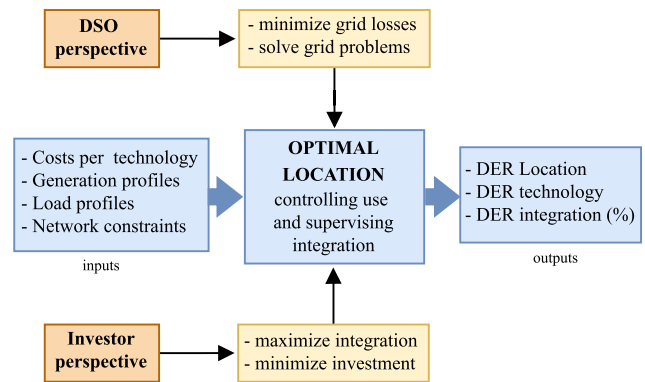 DSO
perspective
- minimize grid losses
- solve grid problems
- Costs per technology
- Generation profiles
- Load profiles
- Network constraints
inputs
OPTIMAL
LOCATION
controlling use
and supervising
integration
- DER Location
- DER technology
- DER integration (%)
outputs
Investor
perspective
- maximize integration
- minimize investment